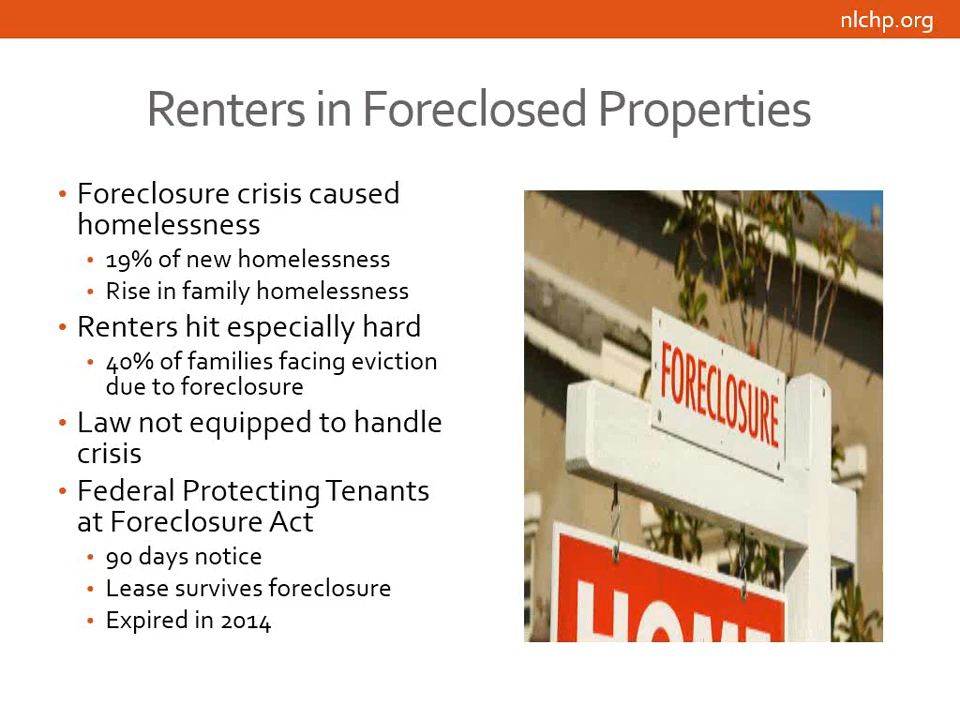 nlchp.org
Renters in Foreclosed Properties
• Foreclosure crisis caused
homelessness
• 19% of new homelessness
• Rise in family homelessness
• Renters hit especially hard
• 40% of families facing eviction
due to foreclosure
• Law not equipped to handle
crisis
• Federal Protecting Tenants
at Foreclosure Act
• 90 days notice
• Lease survives foreclosure
• Expired in 2014
FORECLOSURE
HOME